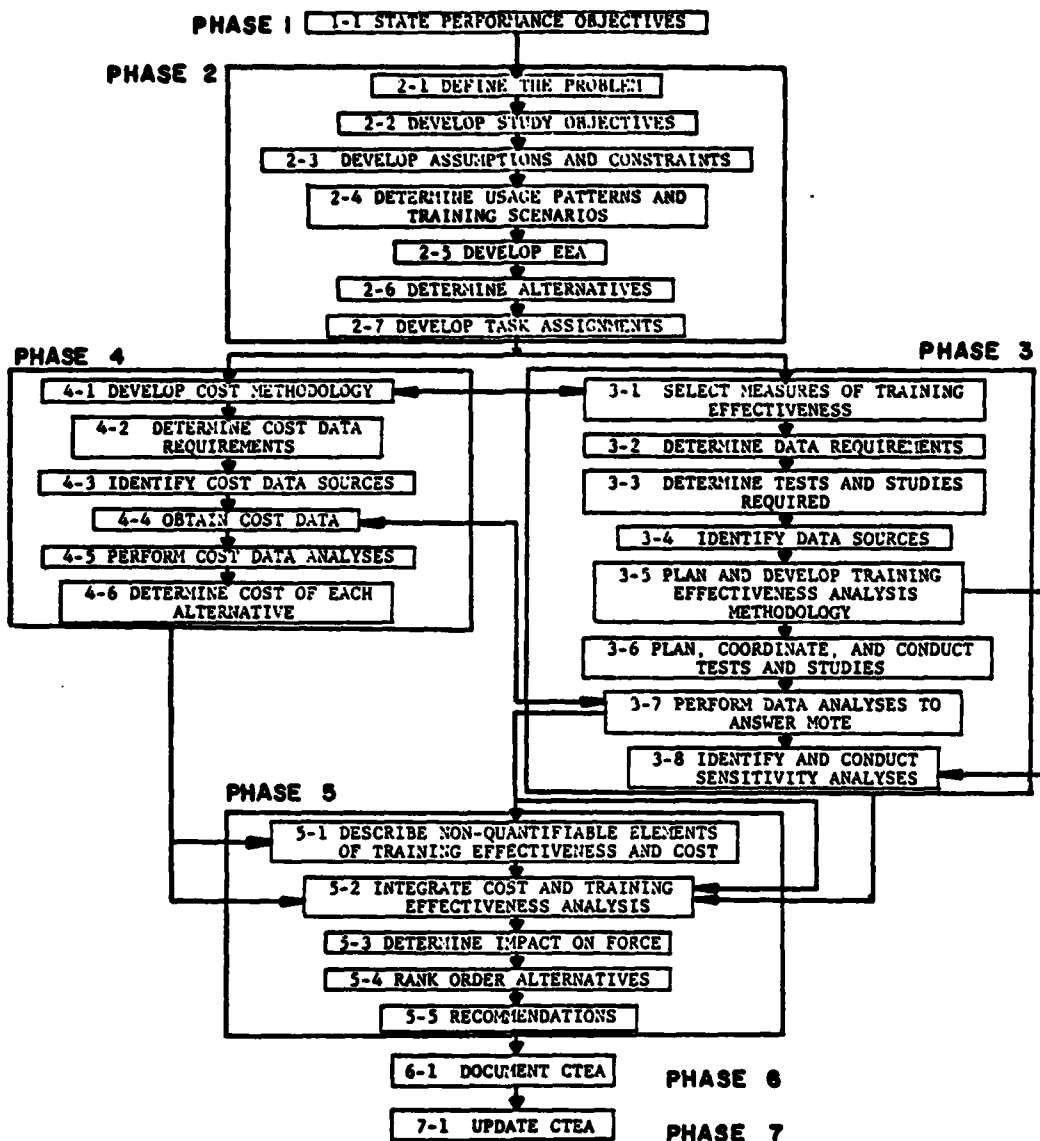 PHASE 1
1-1 STATE PERFORMANCE OBJECTIVES
PHASE 2
2-1 DEFINE THE PROBLEM
2-2 DEVELOP STUDY OBJECTIVES
2-3 DEVELOP ASSUMPTIONS AND CONSTRAINTS
2-4 DETERMINE USAGE PATTERNS AND
TRAINING SCENARIOS
2-5 DEVELOP EEA
2-6 DETERMINE ALTERNATIVES
2-7 DEVELOP TASK ASSIGNMENTS
PHASE 4
4-1 DEVELOP COST METHODOLOGY
4-2 DETERMINE COST DATA
REQUIREMENTS
4-3 IDENTIFY COST DATA SOURCES
4-4 OBTAIN COST DATA
4-5 PERFORM COST DATA ANALYSES
4-6 DETERMINE COST OF EACH
ALTERNATIVE
PHASE 3
3-1 SELECT MEASURES OF TRAINING
EFFECTIVENESS
3-2 DETERMINE DATA REQUIREMENTS
3-3 DETERMINE TESTS AND STUDIES
REQUIRED
3-4 IDENTIFY DATA SOURCES
3-5 PLAN AND DEVELOP TRAINING
EFFECTIVENESS ANALYSIS
METHODOLOGY
3-6 PLAN, COORDINATE, AND CONDUCT
TESTS AND STUDIES
3-7 PERFORM DATA ANALYSES TO
ANSWER MOTE
3-8 IDENTIFY AND CONDUCT
SENSITIVITY ANALYSES
PHASE 5
5-1 DESCRIBE NON-QUANTIFIABLE ELEMENTS
OF TRAINING EFFECTIVENESS AND COST
5-2 INTEGRATE COST AND TRAINING
EFFECTIVENESS ANALYSIS
5-3 DETERMINE IMPACT ON FORCE
5-4 RANK ORDER ALTERNATIVES
5-5 RECOMMENDATIONS
6-1 DOCUMENT CTEA
PHASE 6
7-1 UPDATE CTEA
PHASE 7